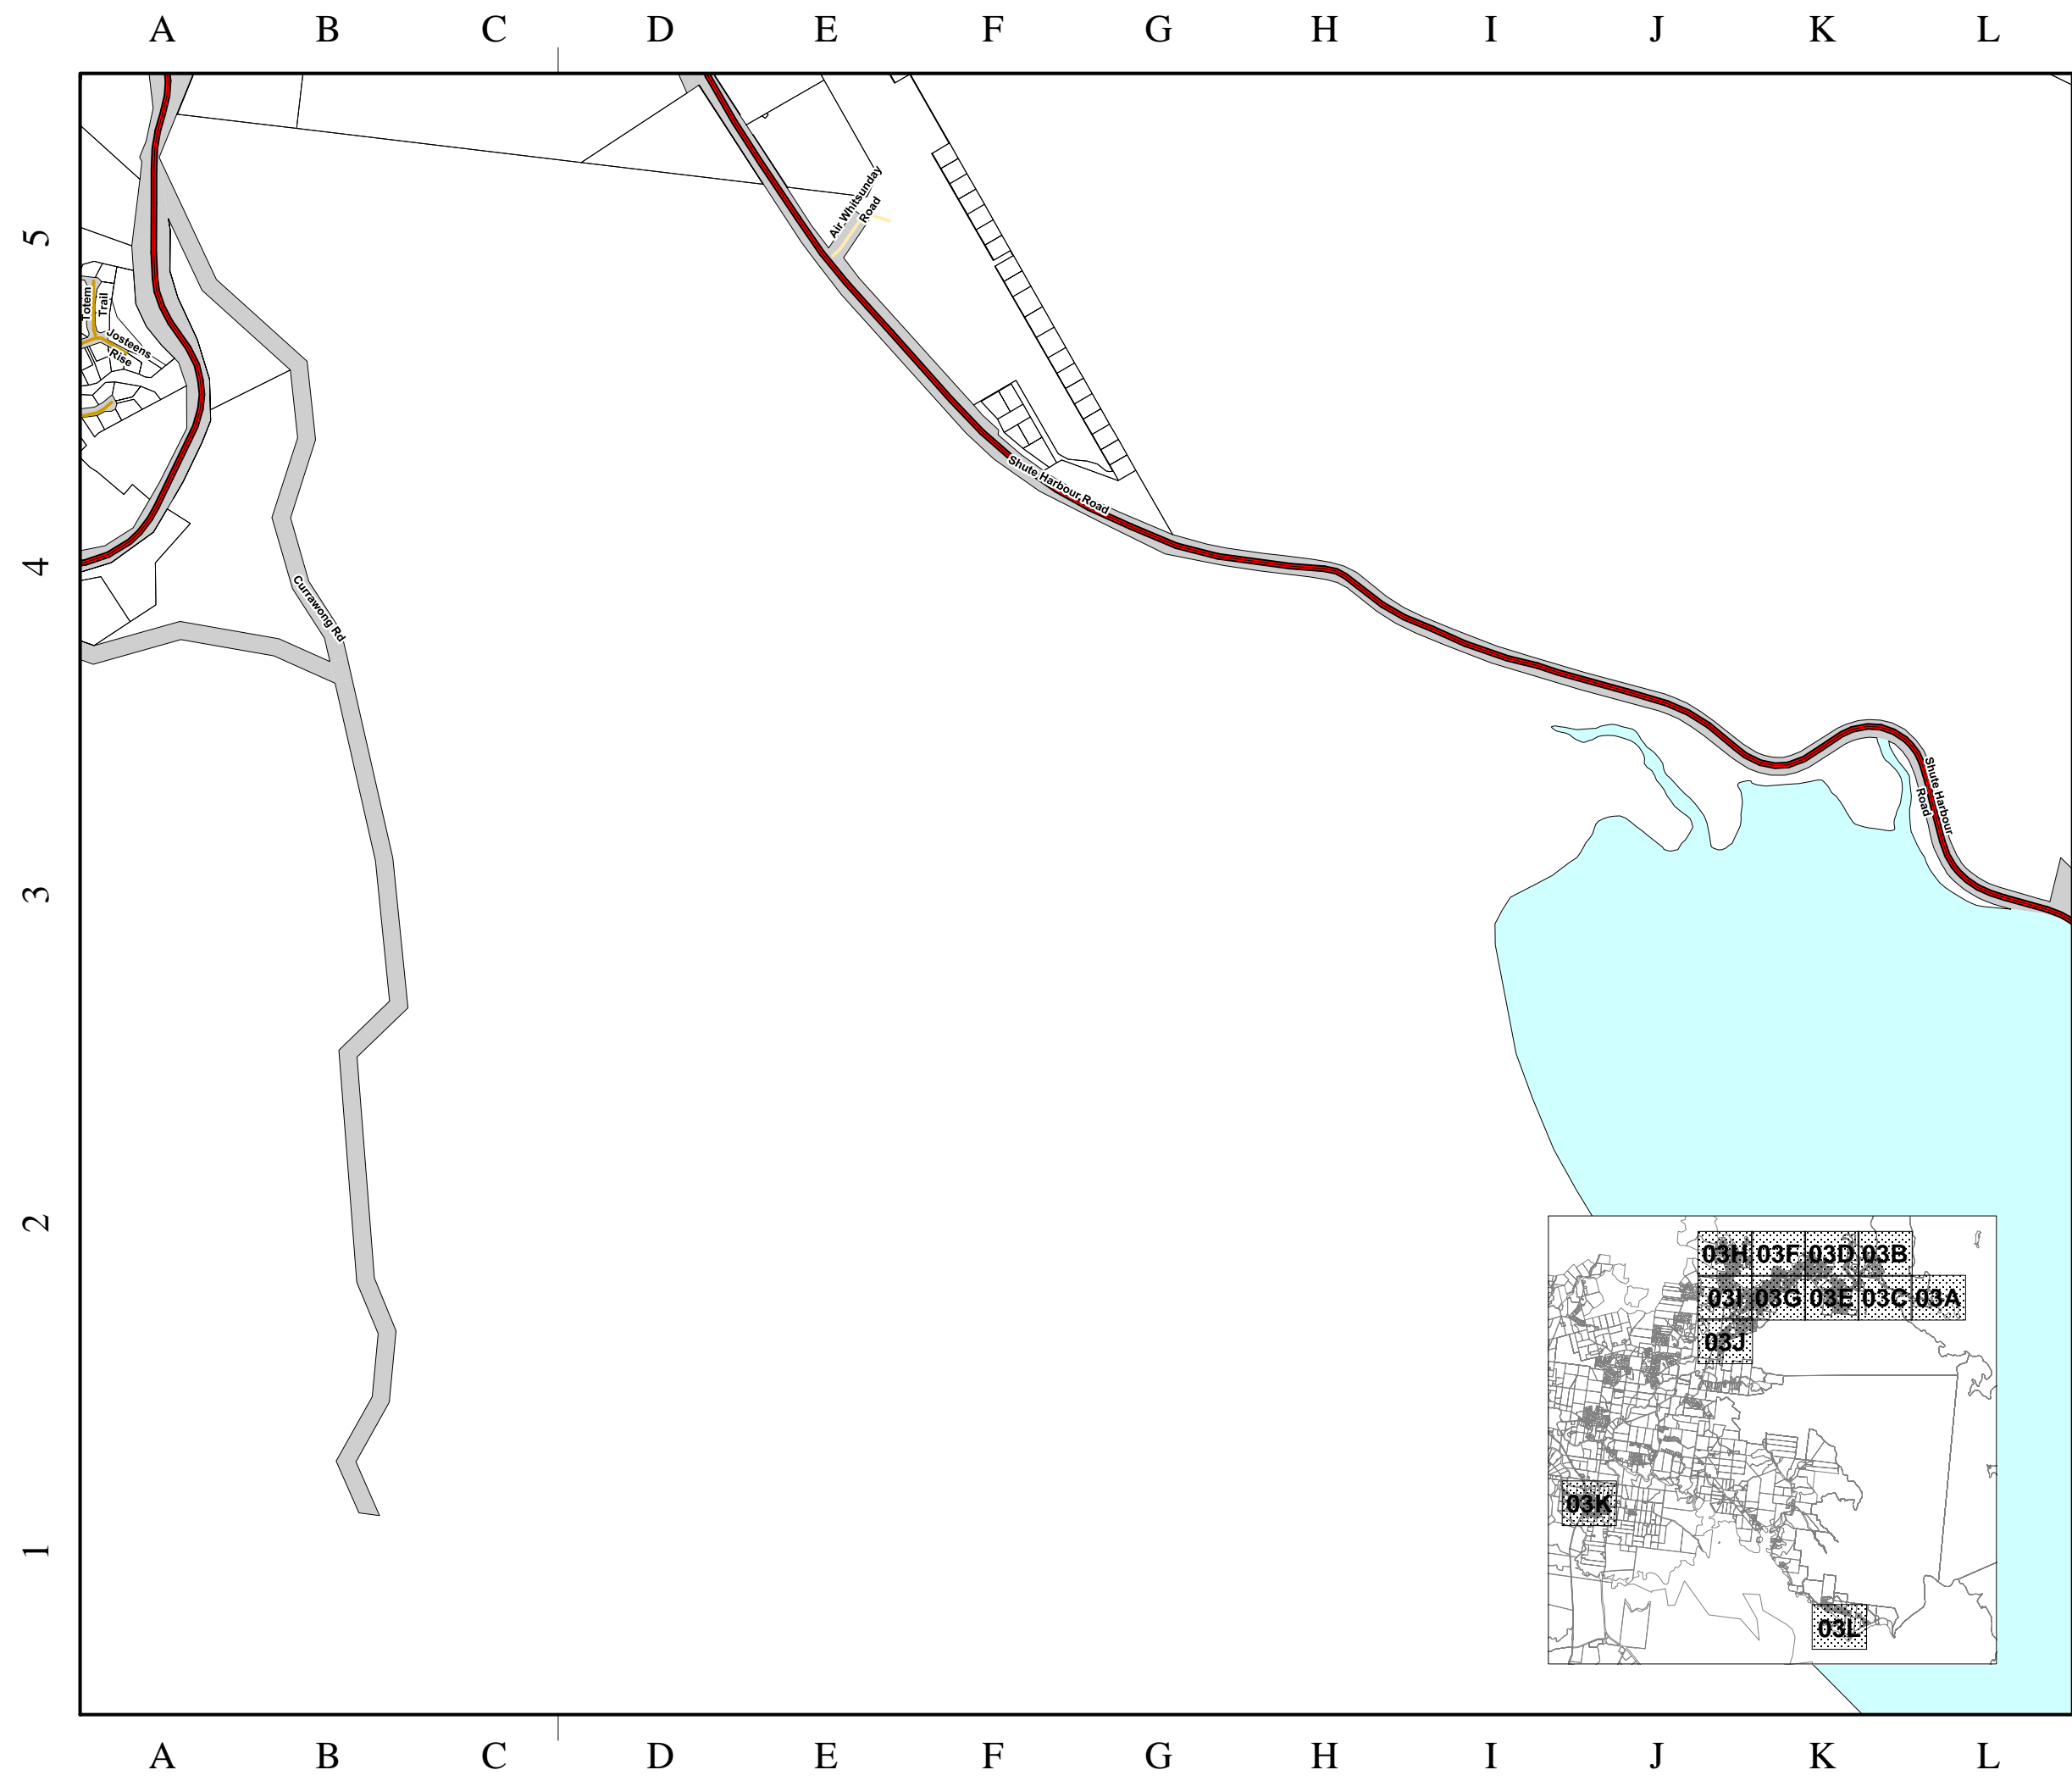 A B C D E F G H I J K L
5
4
3
2
1
Air Whitsunday
Road
Totem
Trail
Josteens
Rise
Shute Harbour Road
Currawong Rd
Shute Harbour
Road
03H 03F 03D 03B
03I 03G 03E 03C 03A
03J
03K
03L
A B C D E F G H I J K L